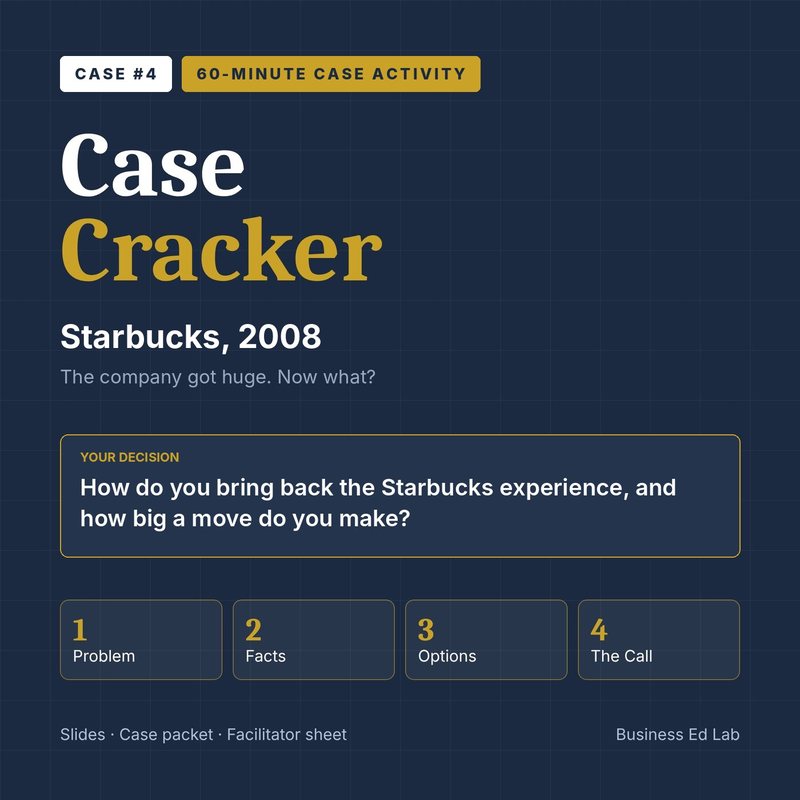 CASE #4
60-MINUTE CASE ACTIVITY
Case
Cracker
Starbucks, 2008
The company got huge. Now what?
YOUR DECISION
How do you bring back the Starbucks experience, and
how big a move do you make?
1
Problem
2
Facts
3
Options
4
The Call
Slides · Case packet · Facilitator sheet
Business Ed Lab